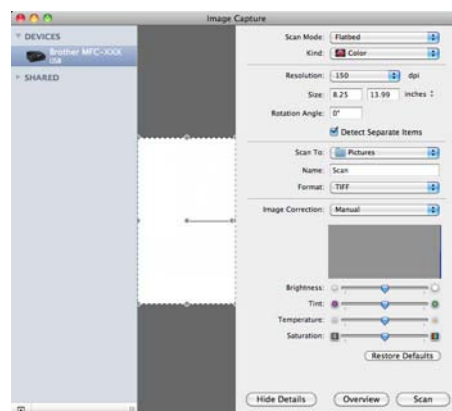 Image Capture
DEVICES
Brother MFC-XXX
USB
SHARED
Scan Mode: Flatbed
Kind: Color
Resolution: 150 dpi
Size: 8.25 13.99 inches
Rotation Angle: 0°
Detect Separate Items
Scan To: Pictures
Name: Scan
Format: TIFF
Image Correction: Manual
Brightness:
Tint:
Temperature:
Saturation:
Restore Defaults
Hide Details Overview Scan